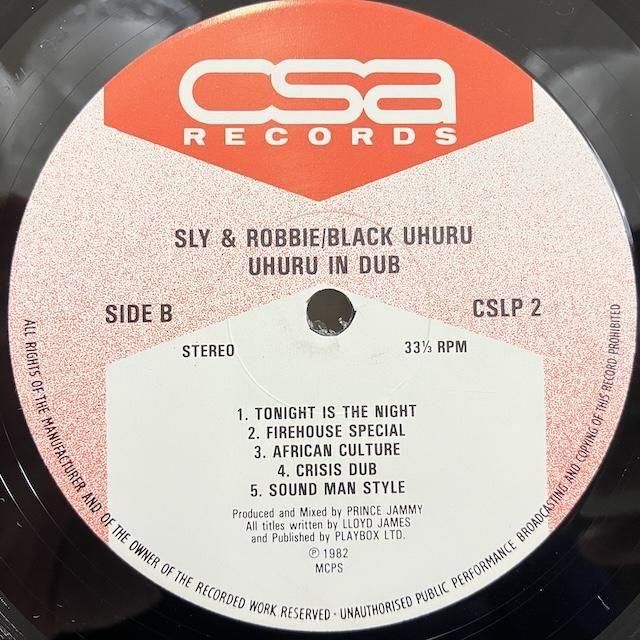 csa
RECORDS
SLY & ROBBIE/BLACK UHURU
UHURU IN DUB
SIDE B
CSLP 2
STEREO
33⅓ RPM
1. TONIGHT IS THE NIGHT
2. FIREHOUSE SPECIAL
3. AFRICAN CULTURE
4. CRISIS DUB
5. SOUND MAN STYLE
Produced and Mixed by PRINCE JAMMY
All titles written by LLOYD JAMES
and Published by PLAYBOX LTD.
℗ 1982
MCPS
ALL RIGHTS OF THE MANUFACTURER AND OF THE OWNER OF THE RECORDED WORK RESERVED · UNAUTHORISED PUBLIC PERFORMANCE BROADCASTING AND COPYING OF THIS RECORD PROHIBITED